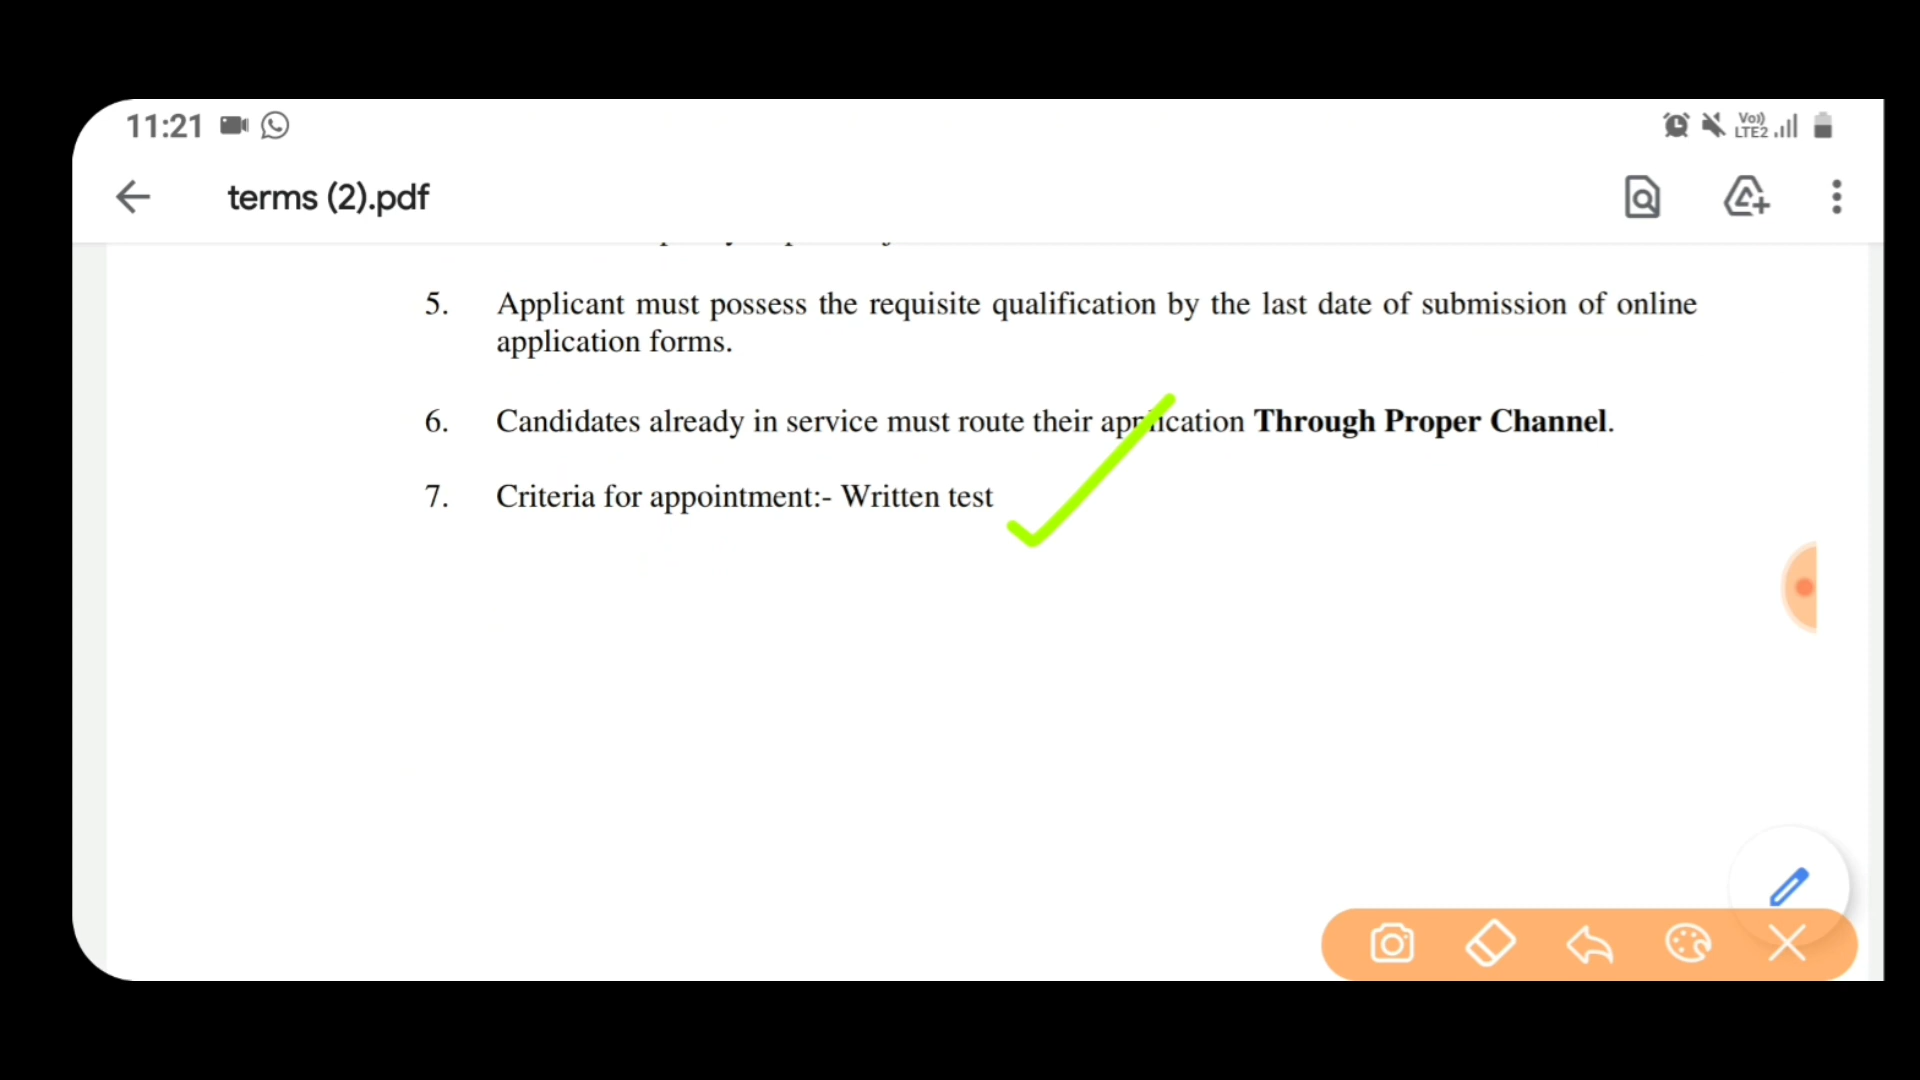 11:21
Vo))
LTE2
terms (2).pdf
5. Applicant must possess the requisite qualification by the last date of submission of online
application forms.
6. Candidates already in service must route their application Through Proper Channel.
7. Criteria for appointment:- Written test